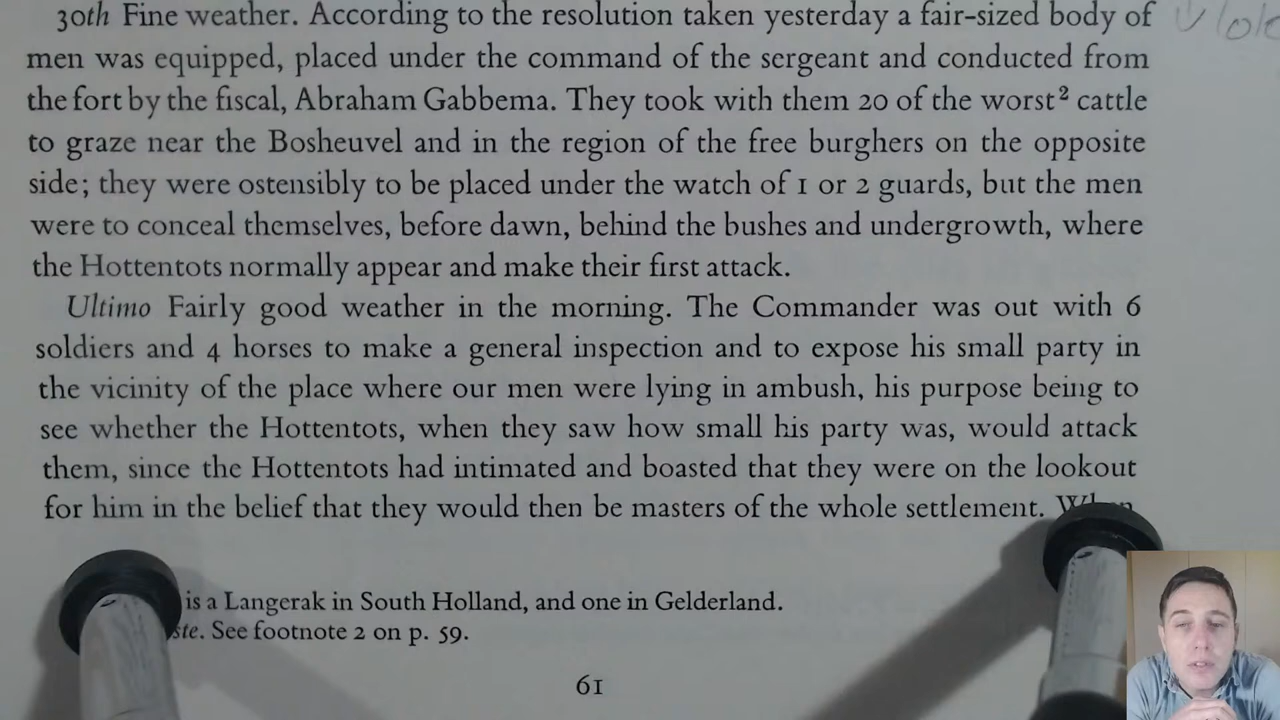 30th Fine weather. According to the resolution taken yesterday a fair-sized body of
men was equipped, placed under the command of the sergeant and conducted from
the fort by the fiscal, Abraham Gabbema. They took with them 20 of the worst² cattle
to graze near the Bosheuvel and in the region of the free burghers on the opposite
side; they were ostensibly to be placed under the watch of 1 or 2 guards, but the men
were to conceal themselves, before dawn, behind the bushes and undergrowth, where
the Hottentots normally appear and make their first attack.
Ultimo Fairly good weather in the morning. The Commander was out with 6
soldiers and 4 horses to make a general inspection and to expose his small party in
the vicinity of the place where our men were lying in ambush, his purpose being to
see whether the Hottentots, when they saw how small his party was, would attack
them, since the Hottentots had intimated and boasted that they were on the lookout
for him in the belief that they would then be masters of the whole settlement.
is a Langerak in South Holland, and one in Gelderland.
See footnote 2 on p. 59.
61